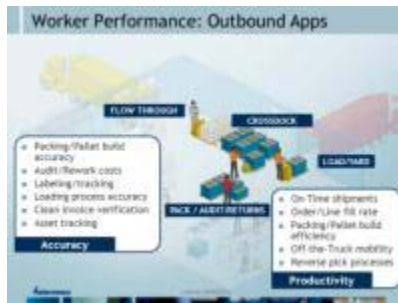 Worker Performance: Outbound Apps
FLOW THROUGH
CROSSDOCK
LOAD/YARD
PACK / AUDIT/RETURNS
Packing/Pallet build
accuracy
Audit/Rework costs
Labeling/tracking
Loading process accuracy
Clean invoice verification
Asset tracking
Accuracy
On-Time shipments
Order/Line fill rate
Packing/Pallet build
efficiency
Off-the-Truck mobility
Reverse pick processes
Productivity